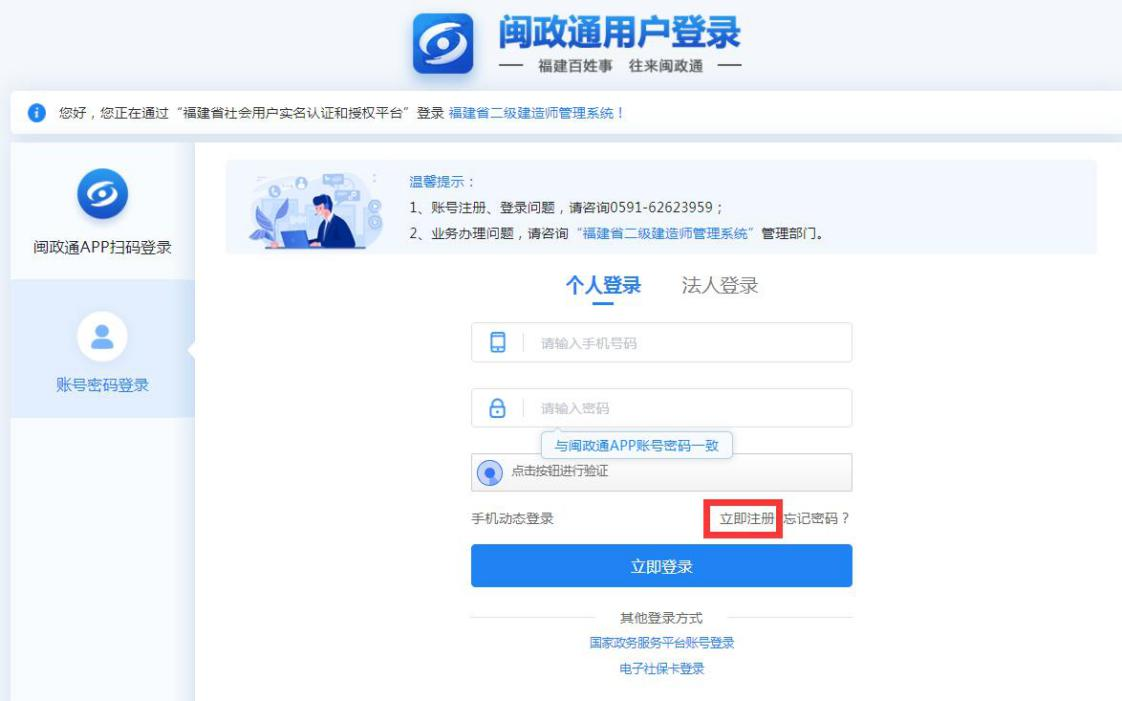 闽政通用户登录
福建百姓事 往来闽政通
您好，您正在通过“福建省社会用户实名认证和授权平台”登录 福建省二级建造师管理系统！
闽政通APP扫码登录
账号密码登录
温馨提示：
1、账号注册、登录问题，请咨询0591-62623959；
2、业务办理问题，请咨询“福建省二级建造师管理系统”管理部门。
个人登录 法人登录
请输入手机号码
请输入密码
与闽政通APP账号密码一致
点击按钮进行验证
手机动态登录 立即注册 忘记密码？
立即登录
其他登录方式
国家政务服务平台账号登录
电子社保卡登录